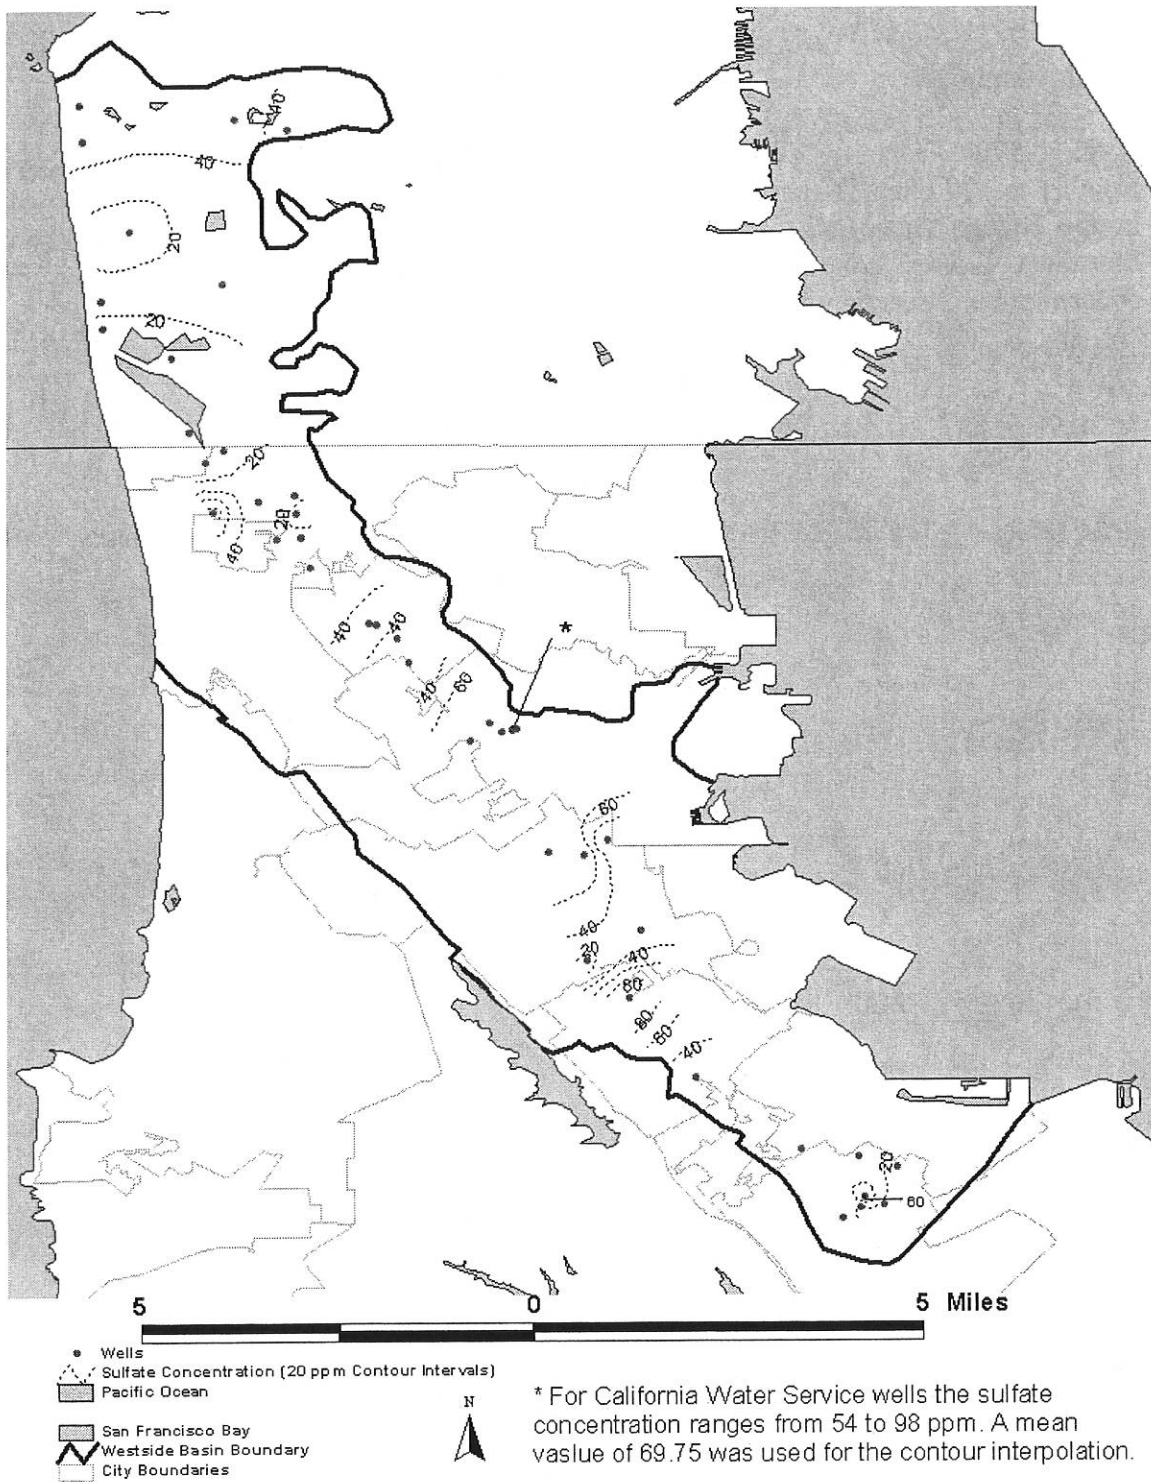 40
40
20
20
20
20
40
40
40
40
60
*
60
40
20
40
80
80
60
40
20
60
5 0 5 Miles
Wells
Sulfate Concentration (20 ppm Contour Intervals)
Pacific Ocean
San Francisco Bay
Westside Basin Boundary
City Boundaries
N
* For California Water Service wells the sulfate
concentration ranges from 54 to 98 ppm. A mean
vaslue of 69.75 was used for the contour interpolation.